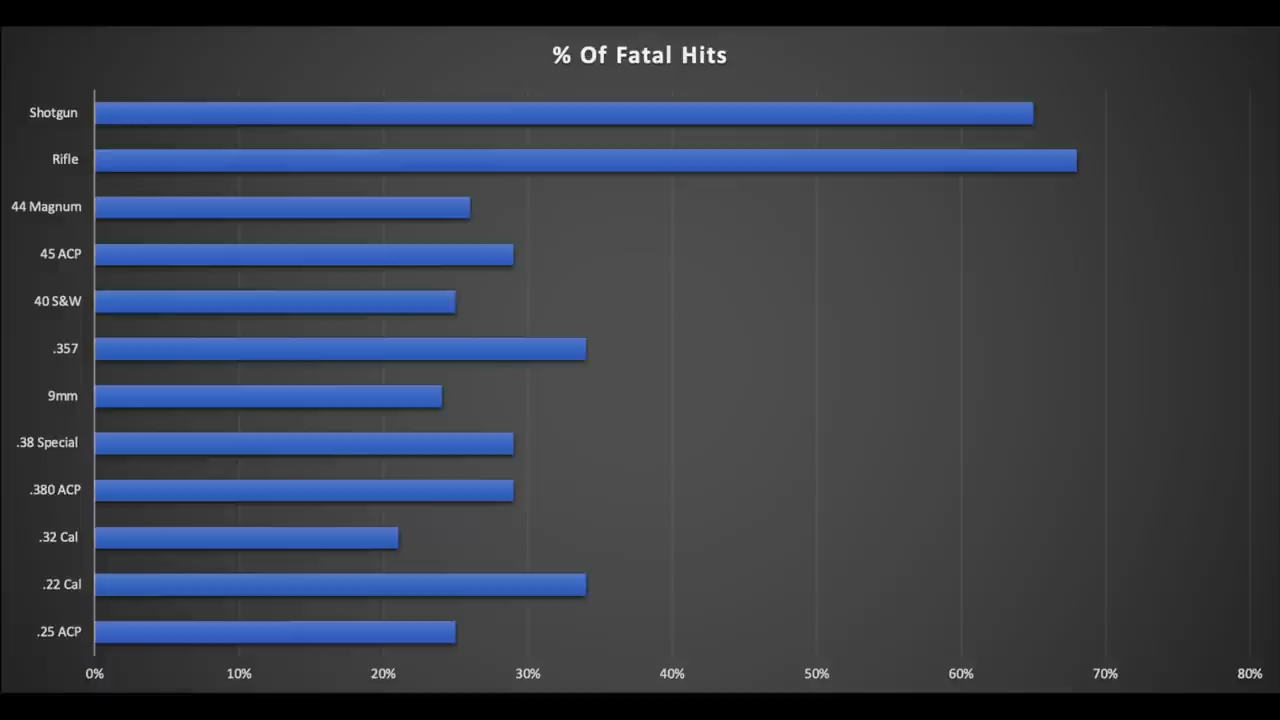 % Of Fatal Hits
Shotgun
Rifle
44 Magnum
45 ACP
40 S&W
.357
9mm
.38 Special
.380 ACP
.32 Cal
.22 Cal
.25 ACP
0% 10% 20% 30% 40% 50% 60% 70% 80%